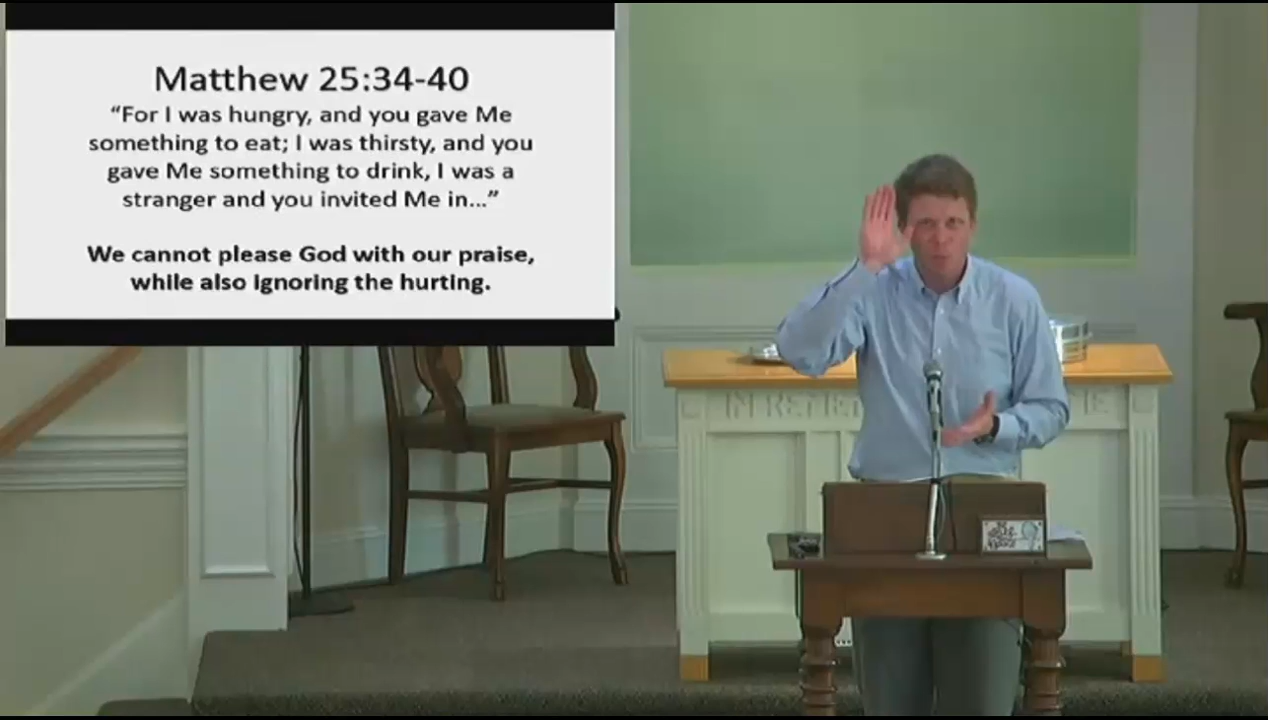 Matthew 25:34-40
“For I was hungry, and you gave Me
something to eat; I was thirsty, and you
gave Me something to drink, I was a
stranger and you invited Me in...”
We cannot please God with our praise,
while also ignoring the hurting.
IN